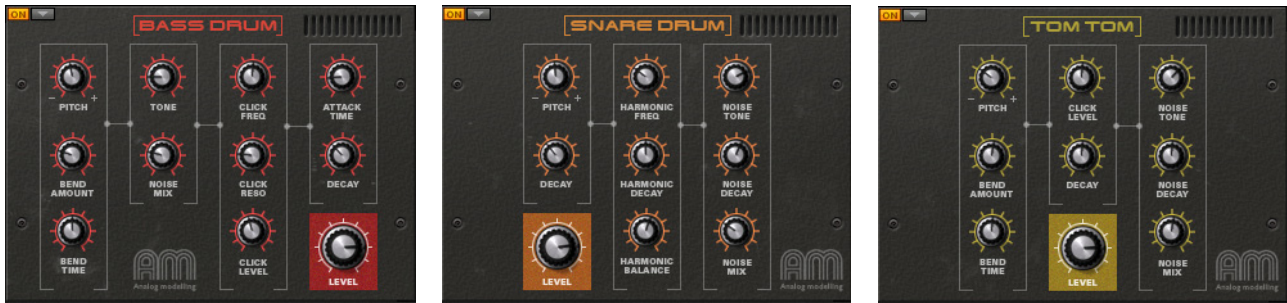 ON
BASS DRUM
- PITCH +
TONE
CLICK
FREQ
ATTACK
TIME
BEND
AMOUNT
NOISE
MIX
CLICK
RESO
DECAY
BEND
TIME
AM
Analog modelling
CLICK
LEVEL
LEVEL
ON
SNARE DRUM
- PITCH +
HARMONIC
FREQ
NOISE
TONE
DECAY
HARMONIC
DECAY
NOISE
DECAY
LEVEL
HARMONIC
BALANCE
NOISE
MIX
AM
Analog modelling
ON
TOM TOM
- PITCH +
CLICK
LEVEL
NOISE
TONE
BEND
AMOUNT
DECAY
NOISE
DECAY
BEND
TIME
LEVEL
NOISE
MIX
AM
Analog modelling